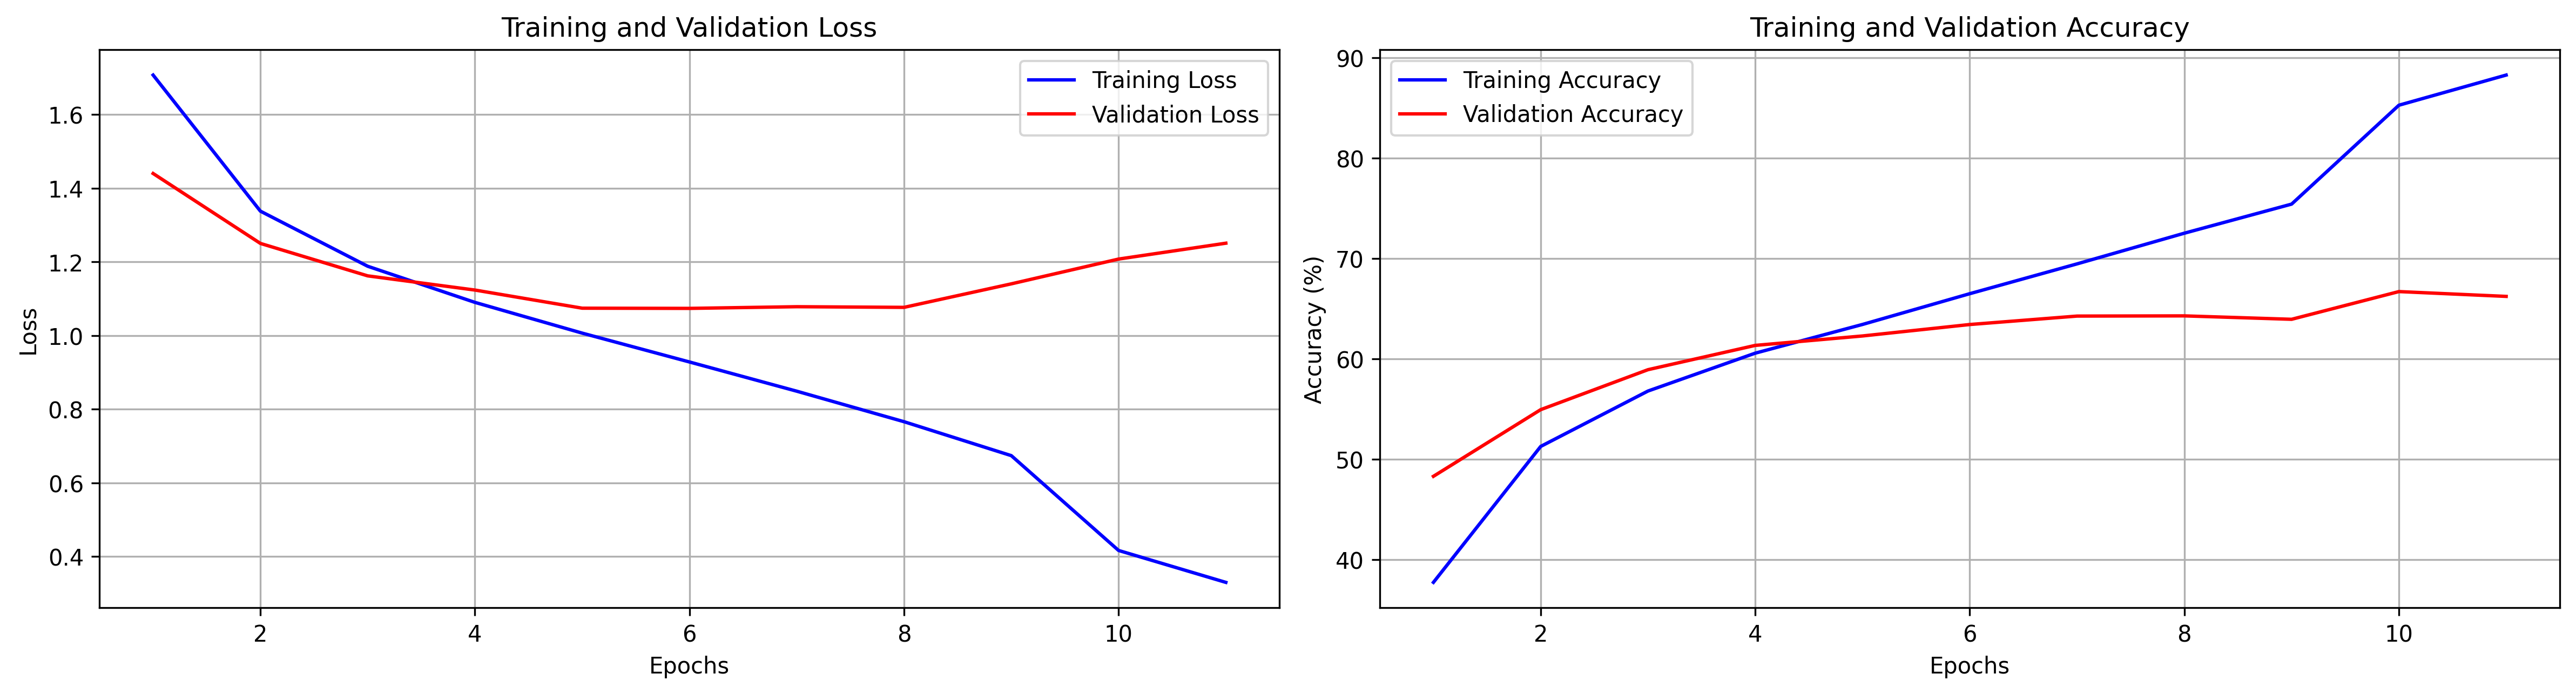 Training and Validation Loss
Training Loss
Validation Loss
1.6
1.4
1.2
1.0
0.8
0.6
0.4
Loss
2 4 6 8 10
Epochs
Training and Validation Accuracy
Training Accuracy
Validation Accuracy
90
80
70
60
50
40
Accuracy (%)
2 4 6 8 10
Epochs